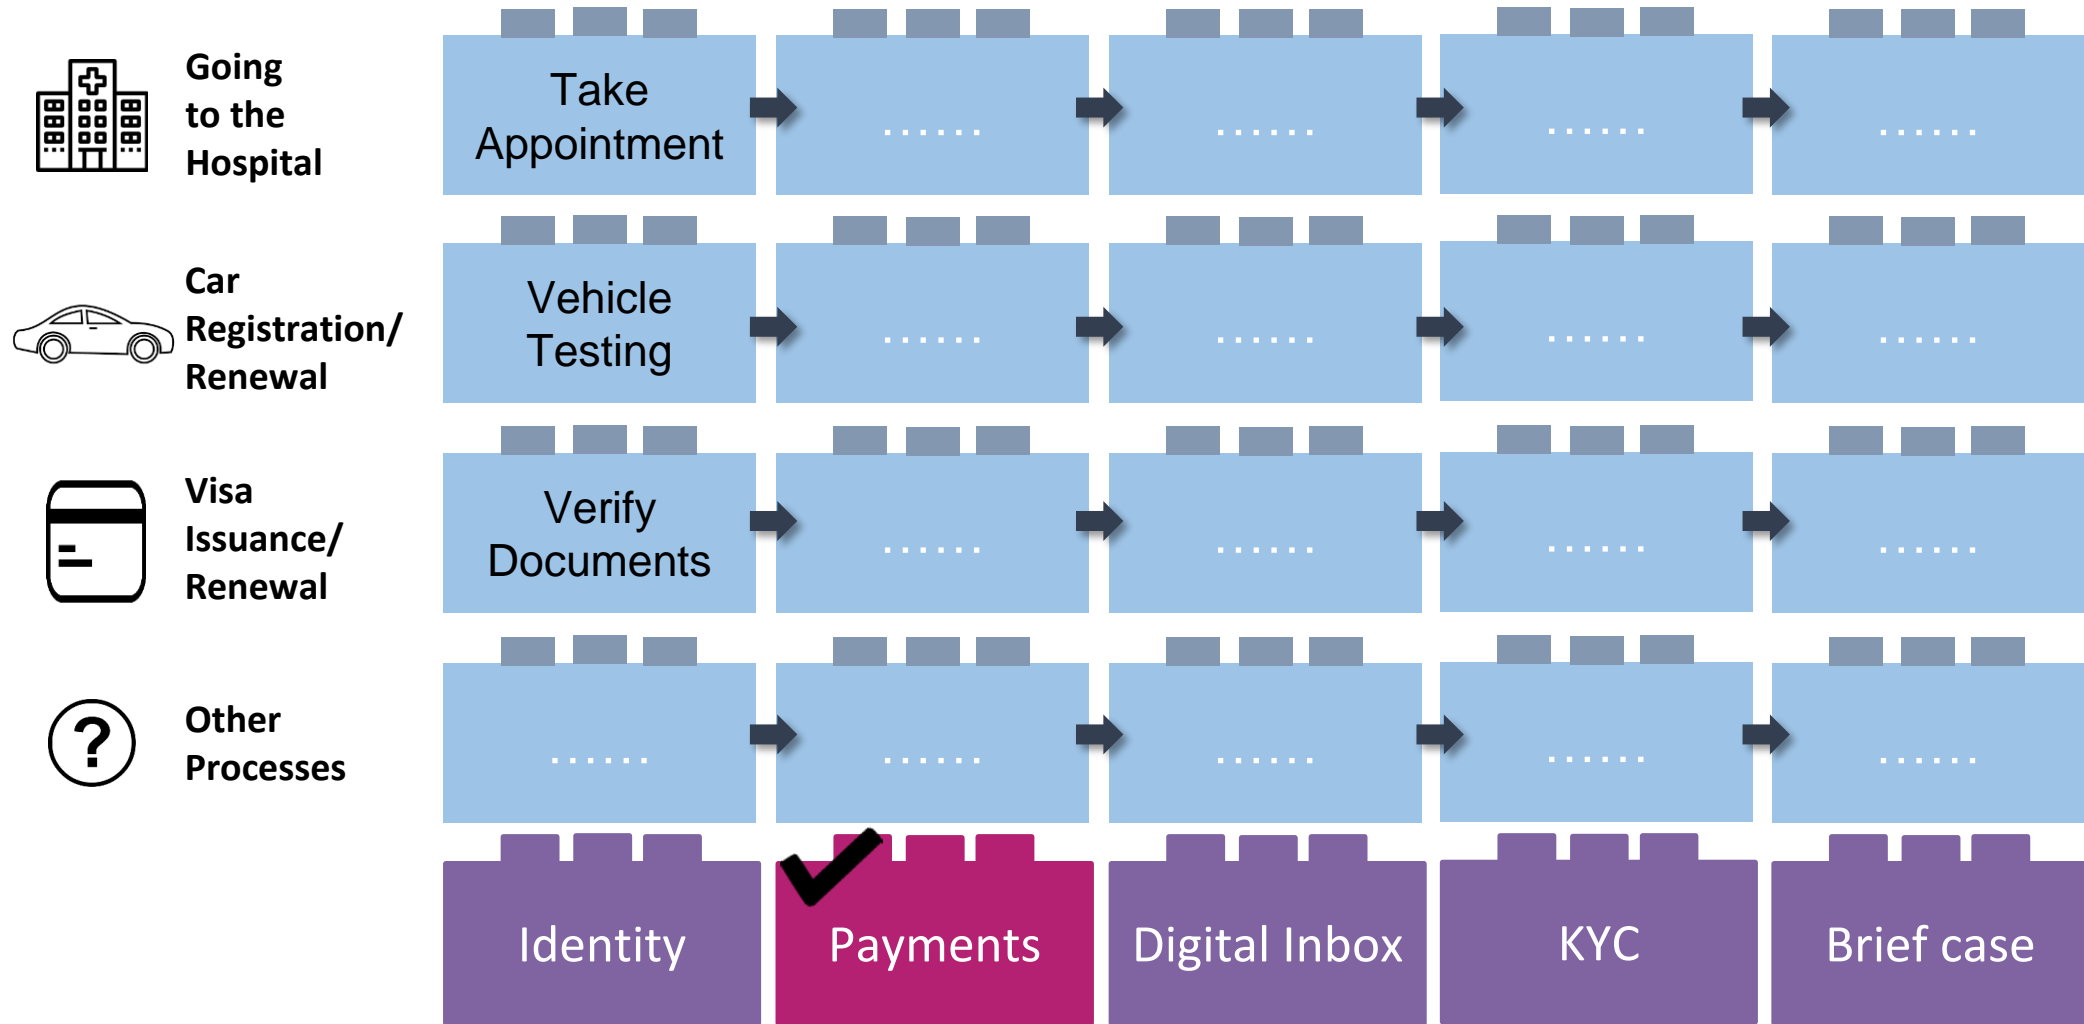 Going
to the
Hospital
Take
Appointment
......
......
......
......
Car
Registration/
Renewal
Vehicle
Testing
......
......
......
......
Visa
Issuance/
Renewal
Verify
Documents
......
......
......
......
?
Other
Processes
......
......
......
......
......
Identity
Payments
Digital Inbox
KYC
Brief case